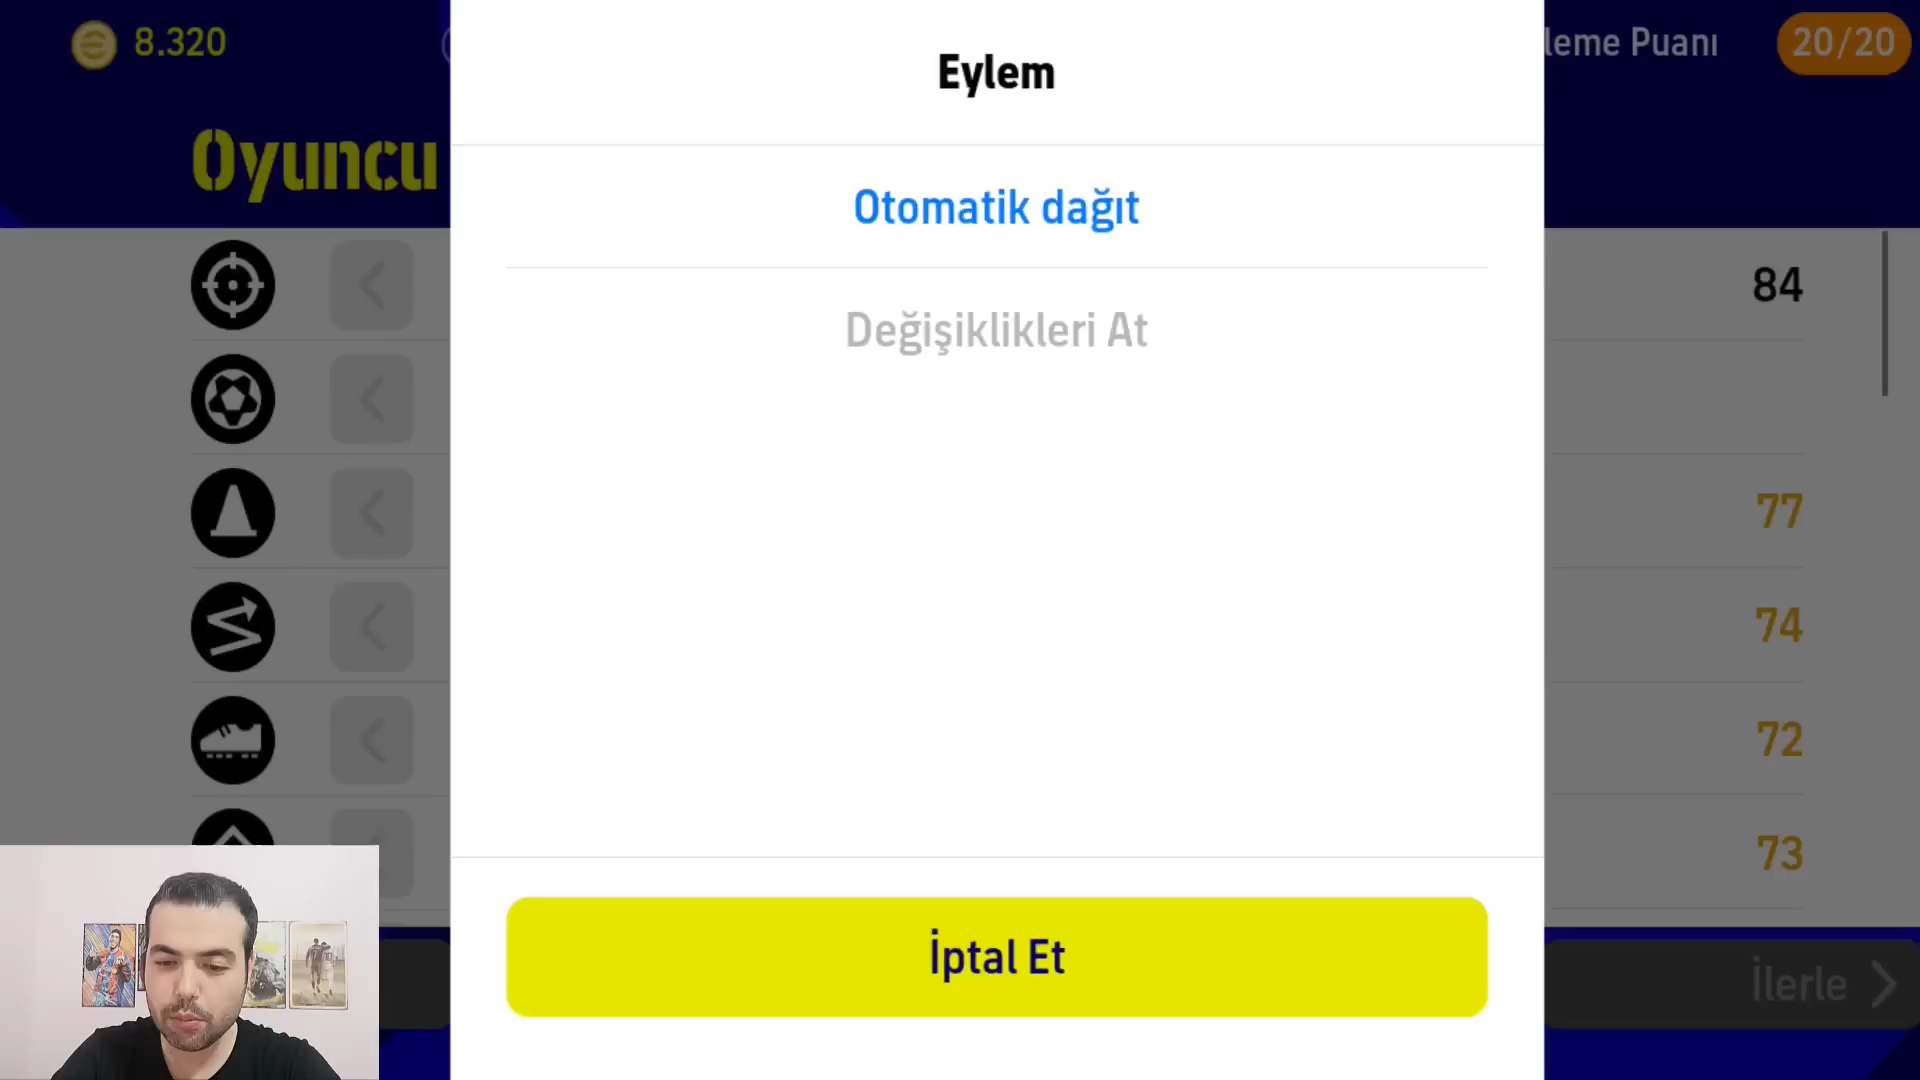 8.320
Eylem
leme Puanı
20/20
Oyuncu
Otomatik dağıt
Değişiklikleri At
84
77
74
72
73
İptal Et
İlerle